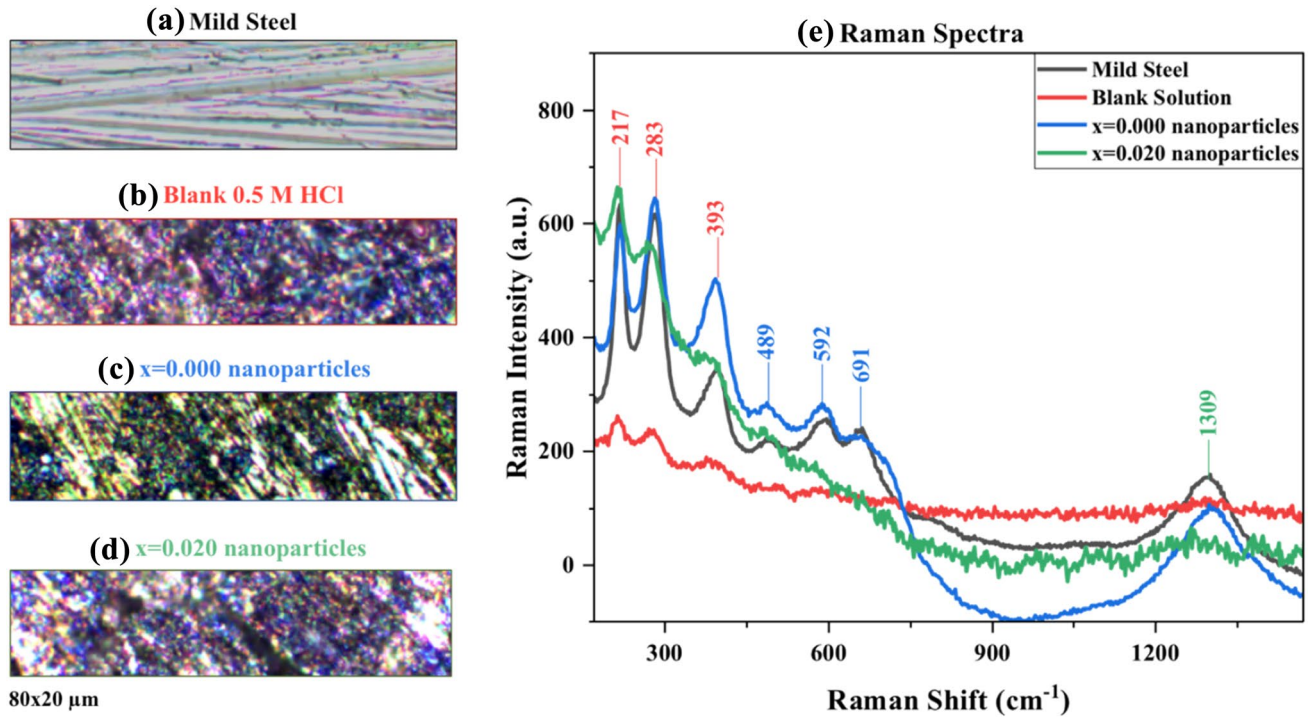 (a) Mild Steel
(b) Blank 0.5 M HCl
(c) x=0.000 nanoparticles
(d) x=0.020 nanoparticles
80x20 µm
(e) Raman Spectra
Mild Steel
Blank Solution
x=0.000 nanoparticles
x=0.020 nanoparticles
217
283
393
489
592
691
1309
Raman Intensity (a.u.)
800
600
400
200
0
300
600
900
1200
Raman Shift (cm⁻¹)